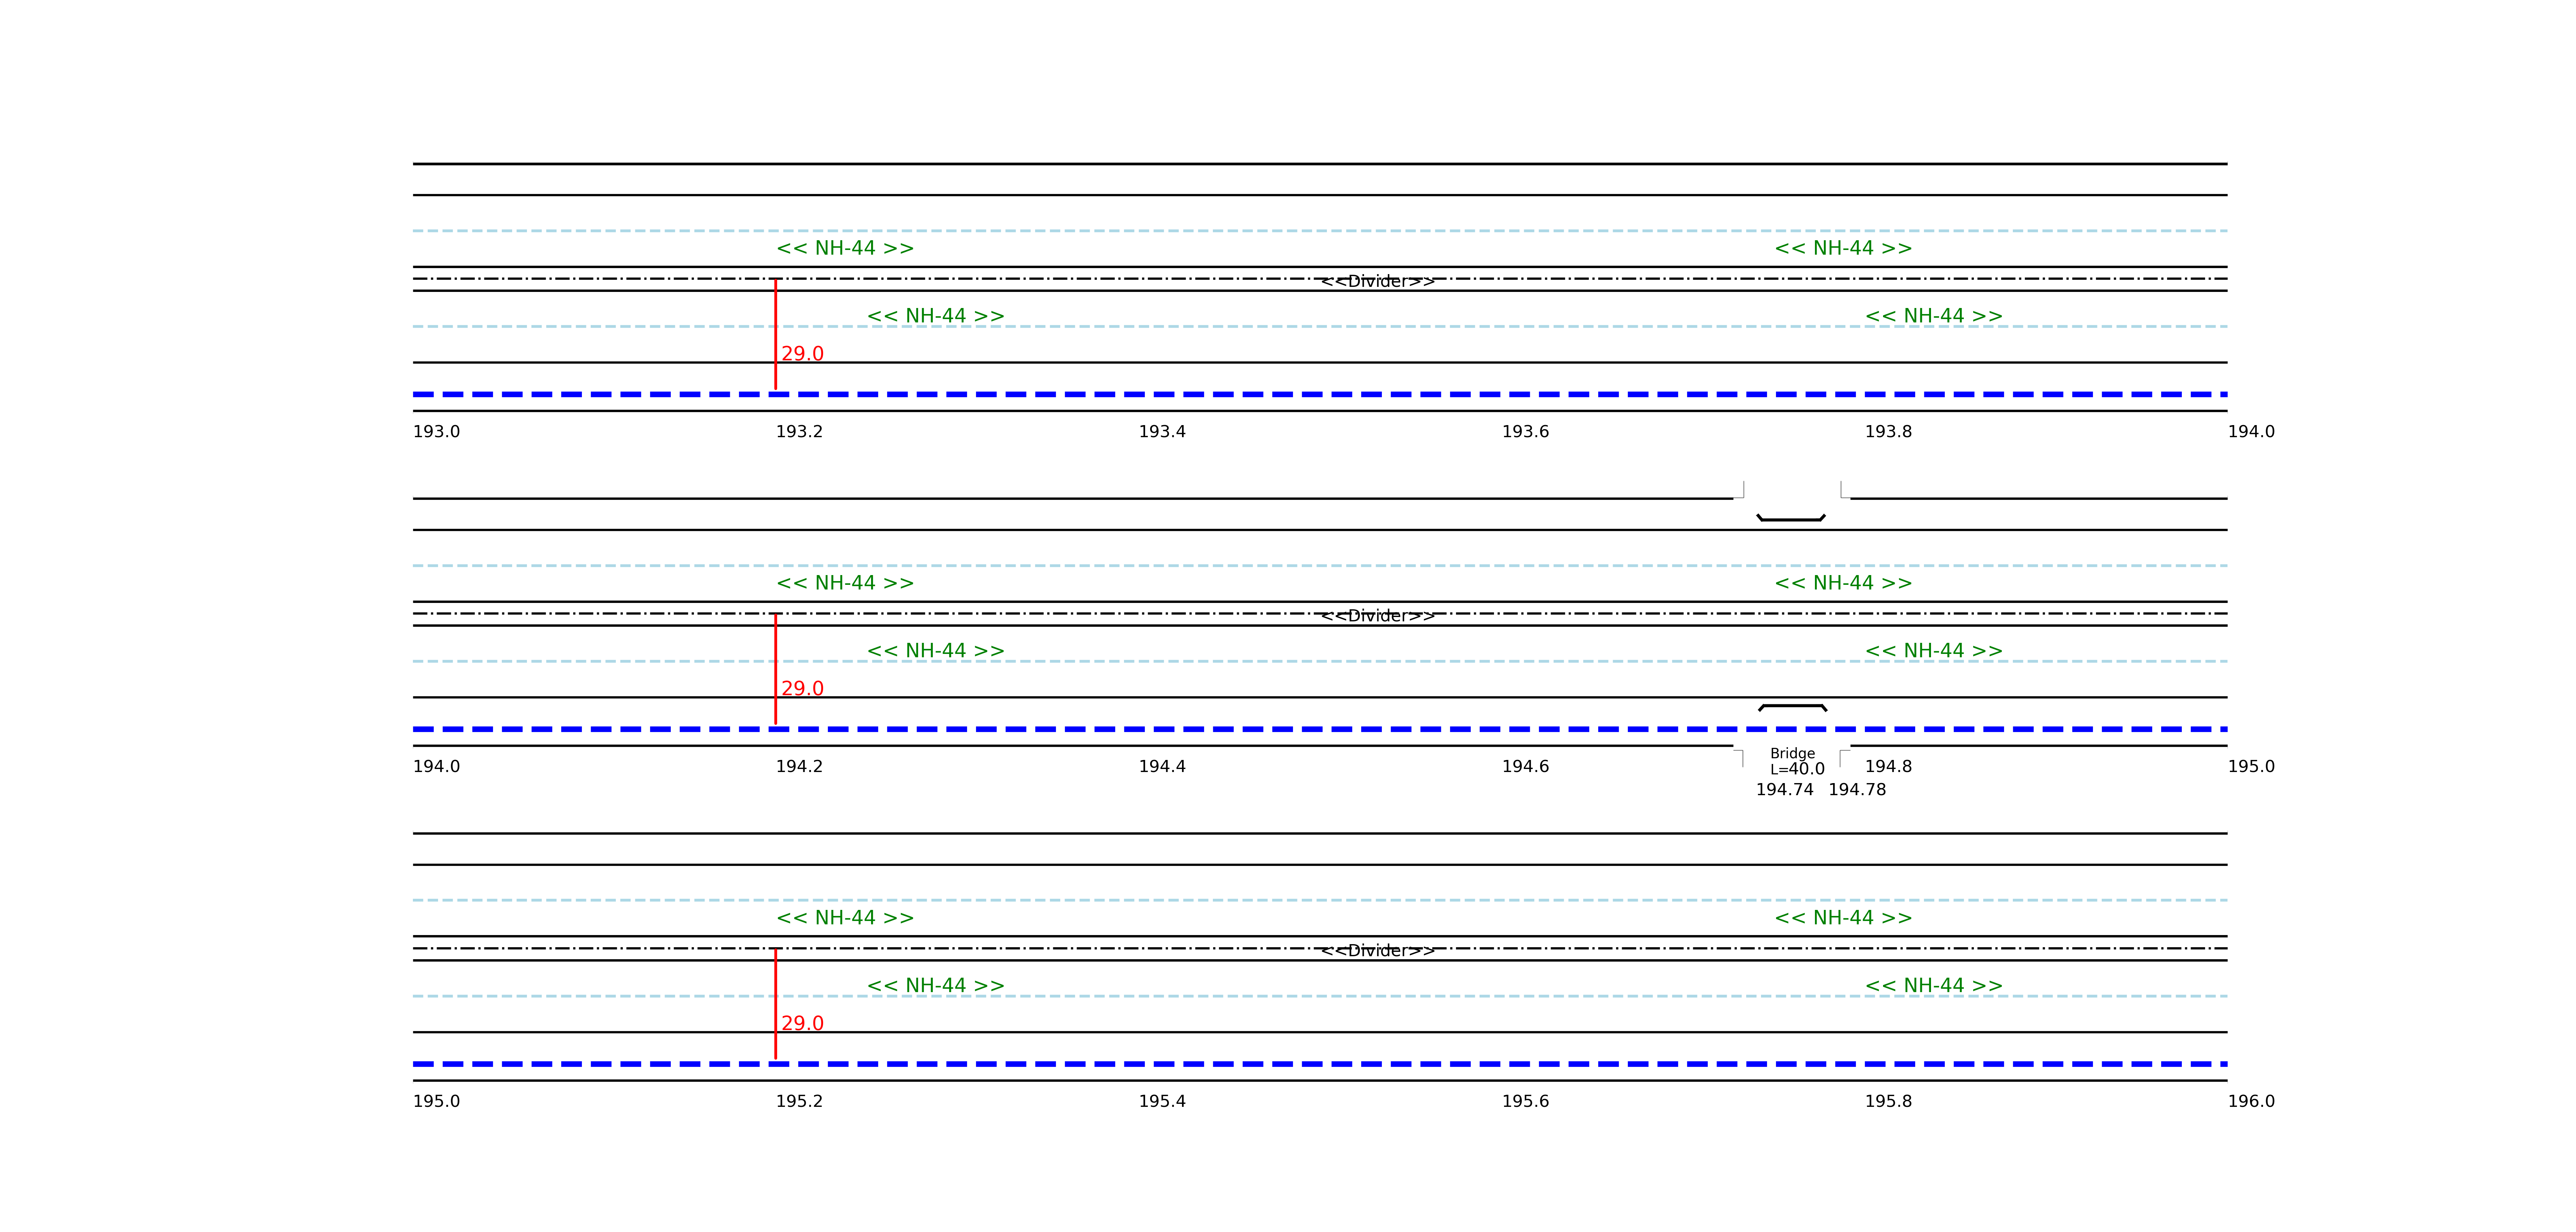 << NH-44 >> << NH-44 >>
<<Divider>>
<< NH-44 >> << NH-44 >>
29.0
193.0 193.2 193.4 193.6 193.8 194.0
<< NH-44 >> << NH-44 >>
<<Divider>>
<< NH-44 >> << NH-44 >>
29.0
Bridge
194.0 194.2 194.4 194.6 L=40.0 194.8 195.0
194.74 194.78
<< NH-44 >> << NH-44 >>
<<Divider>>
<< NH-44 >> << NH-44 >>
29.0
195.0 195.2 195.4 195.6 195.8 196.0